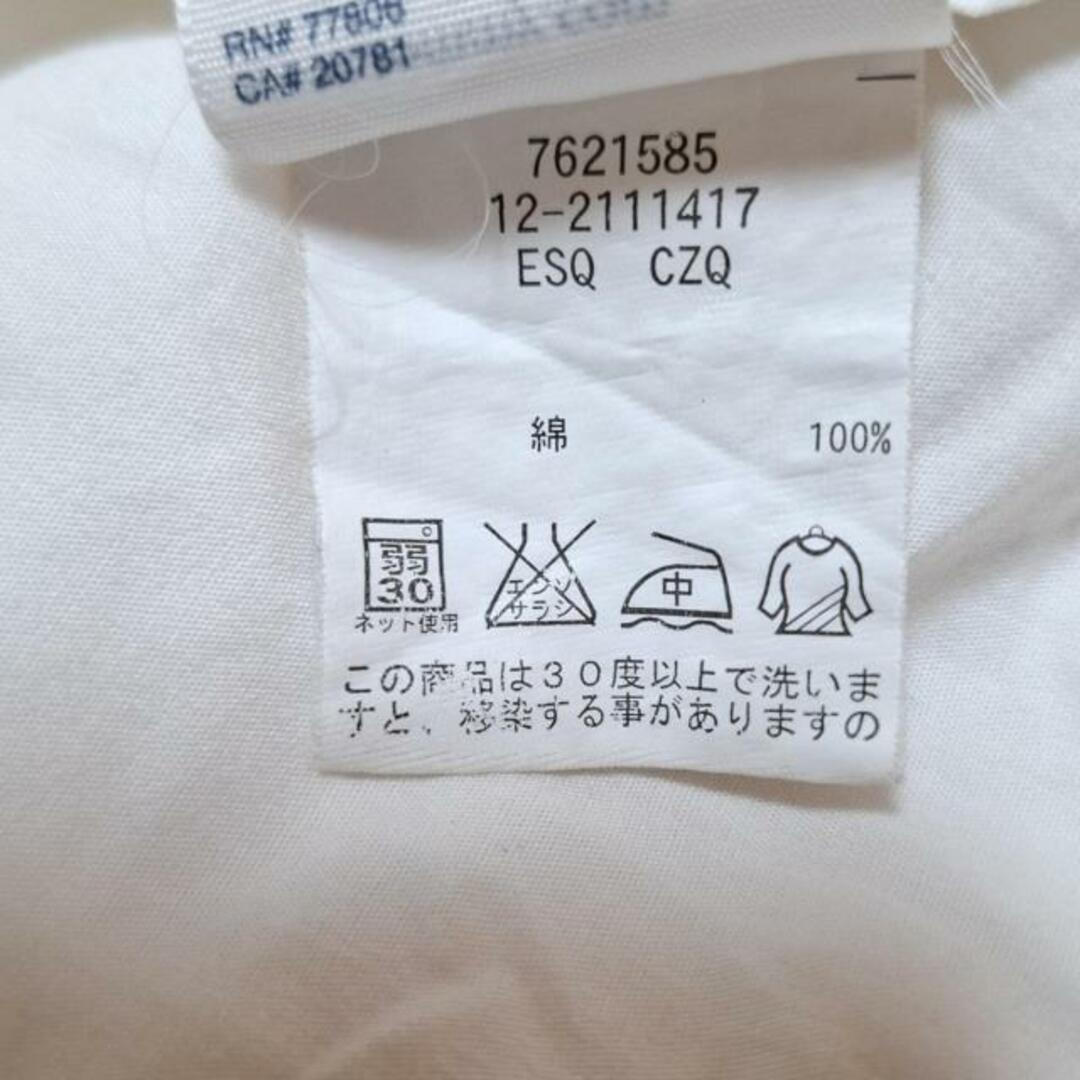 RN# 77806
CA# 20781
7621585
12-2111417
ESQ CZQ
綿 100%
弱
30
ネット使用
エンソ
サラシ
中
この商品は30度以上で洗いま
すと、移染する事がありますの